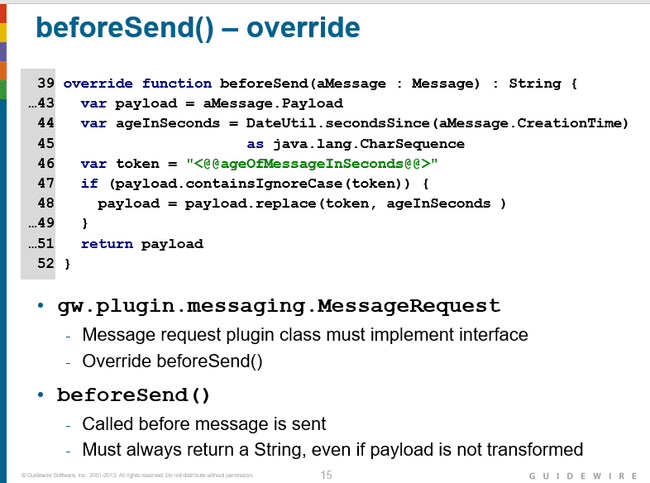 beforeSend() – override
39 override function beforeSend(aMessage : Message) : String {
…43 var payload = aMessage.Payload
44 var ageInSeconds = DateUtil.secondsSince(aMessage.CreationTime)
45 as java.lang.CharSequence
46 var token = "<@@ageOfMessageInSeconds@@>"
47 if (payload.containsIgnoreCase(token)) {
48 payload = payload.replace(token, ageInSeconds )
…49 }
…51 return payload
52 }
• gw.plugin.messaging.MessageRequest
- Message request plugin class must implement interface
- Override beforeSend()
• beforeSend()
- Called before message is sent
- Must always return a String, even if payload is not transformed
© Guidewire Software, Inc. 2001-2013. All rights reserved. Do not distribute without permission.
15
GUIDEWIRE